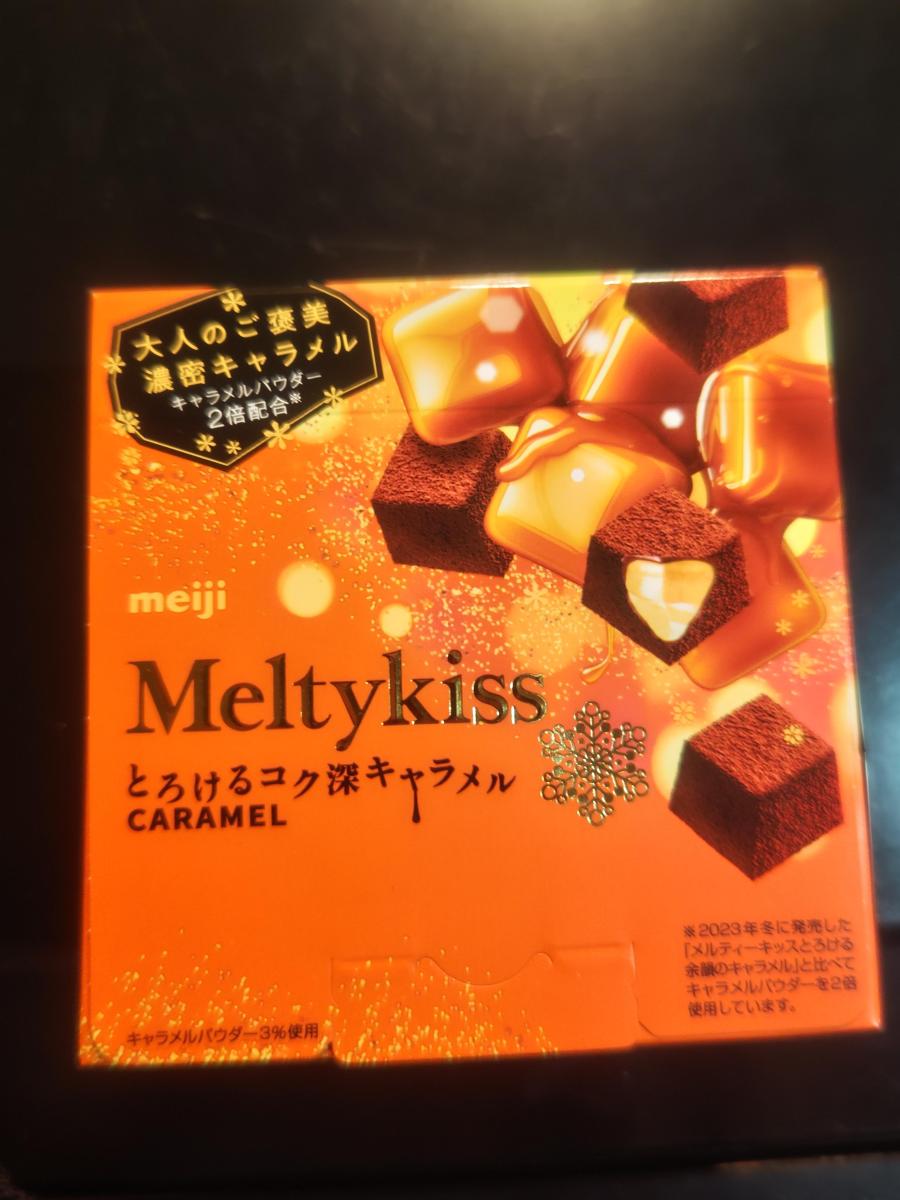 大人のご褒美
濃密キャラメル
キャラメルパウダー
2倍配合※
meiji
Meltykiss
とろけるコク深キャラメル
CARAMEL
※2023年冬に発売した
「メルティーキッスとろける
余韻のキャラメル」と比べて
キャラメルパウダーを2倍
使用しています。
キャラメルパウダー3%使用